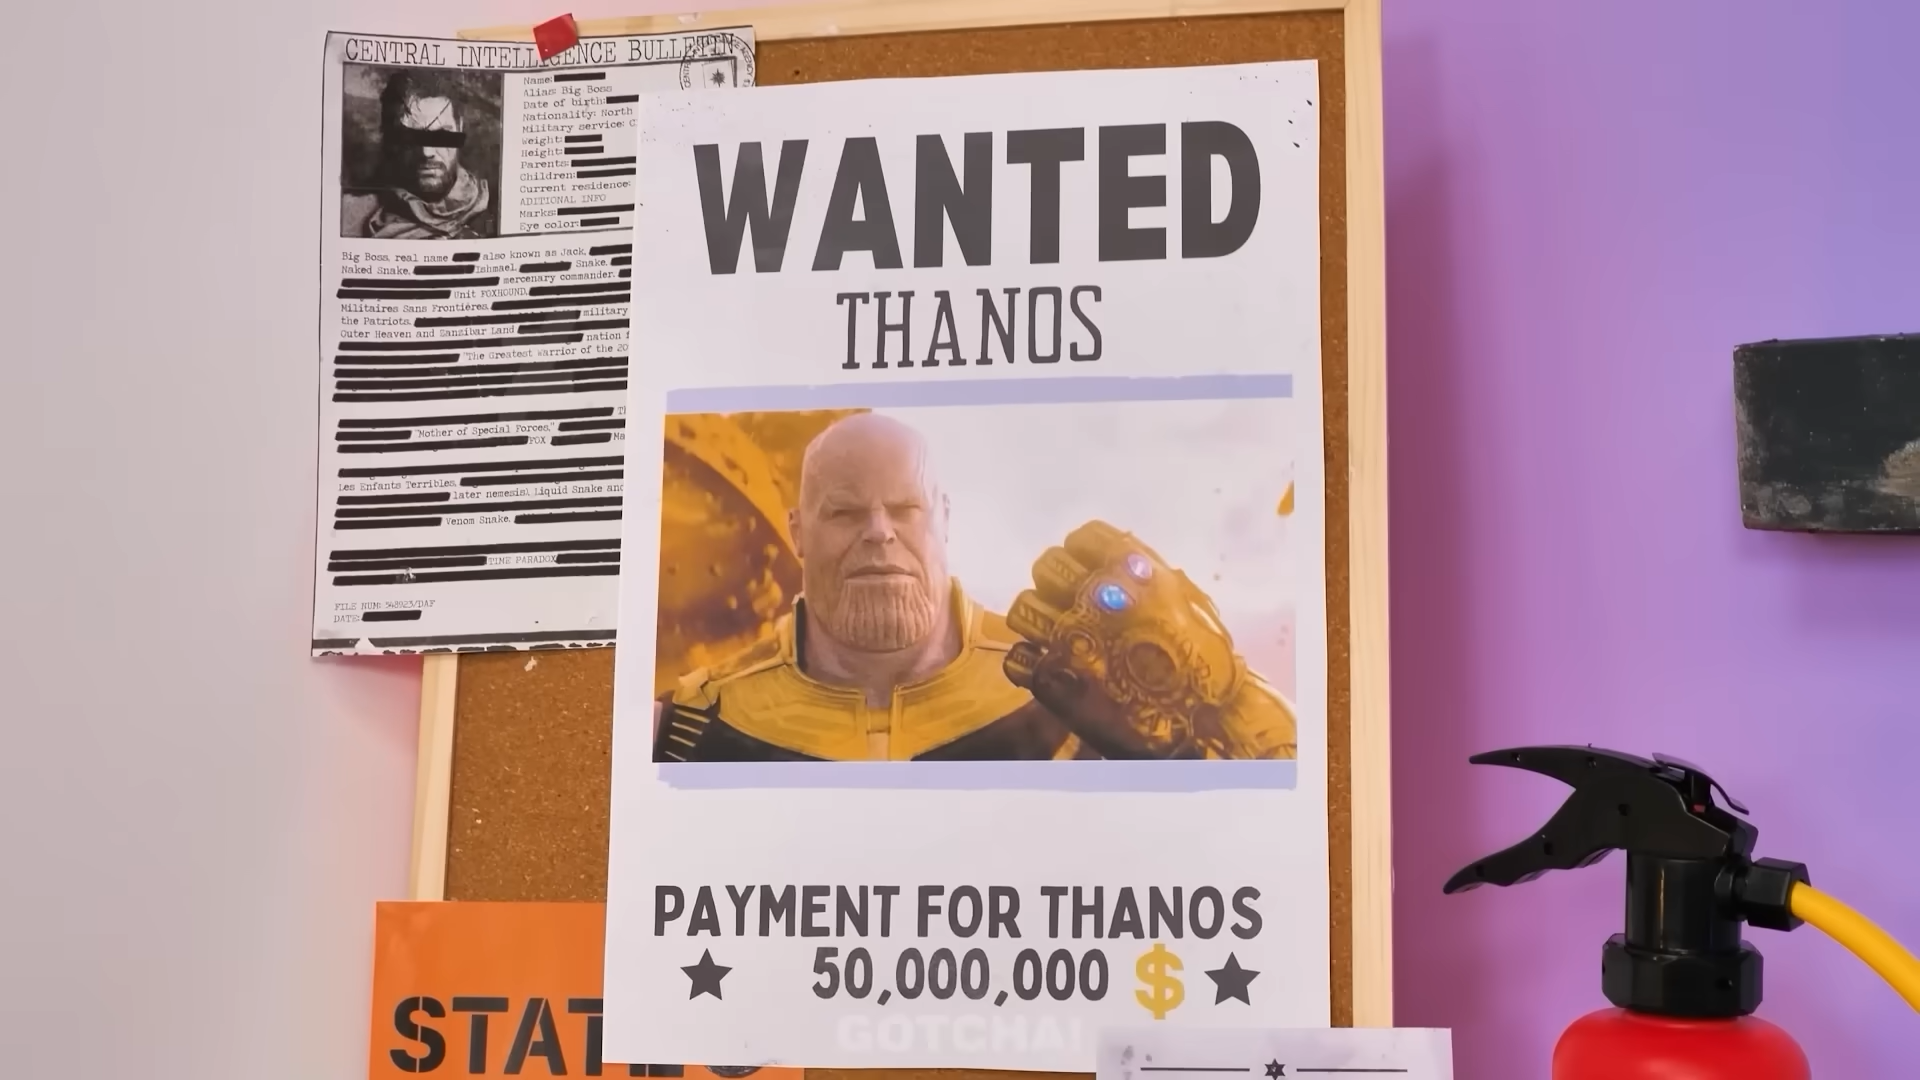 CENTRAL INTELLIGENCE BULLETIN
Name:
Alias: Big Boss
Date of birth:
Nationality: North
Military service: C
Weight:
Height:
Parents:
Children:
Current residence:
ADITIONAL INFO
Marks:
Eye color:
Big Boss, real name also known as Jack,
Naked Snake, Ishmael, Snake,
mercenary commander.
Unit FOXHOUND,
Militaires Sans Frontiéres, military
the Patriots,
Outer Heaven and Zanzibar Land
nation
"The Greatest Warrior of the 20
"Mother of Special Forces,"
FOX Ma
Les Enfants Terribles,
later nemesis), Liquid Snake and
Venom Snake,
TIME PARADOX
FILE NUM: 548923/DAF
DATE:
WANTED
THANOS
PAYMENT FOR THANOS
50,000,000 $
GOTCHA!